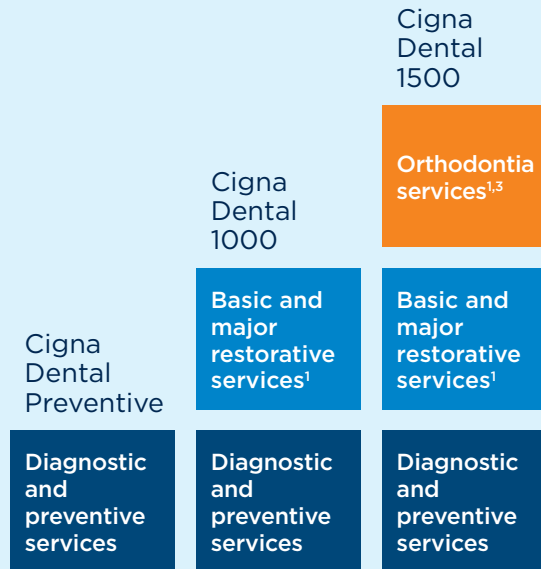 Cigna
Dental
1500
Orthodontia
services1,3
Cigna
Dental
1000
Basic and
major
restorative
services1
Basic and
major
restorative
services1
Cigna
Dental
Preventive
Diagnostic
and
preventive
services
Diagnostic
and
preventive
services
Diagnostic
and
preventive
services